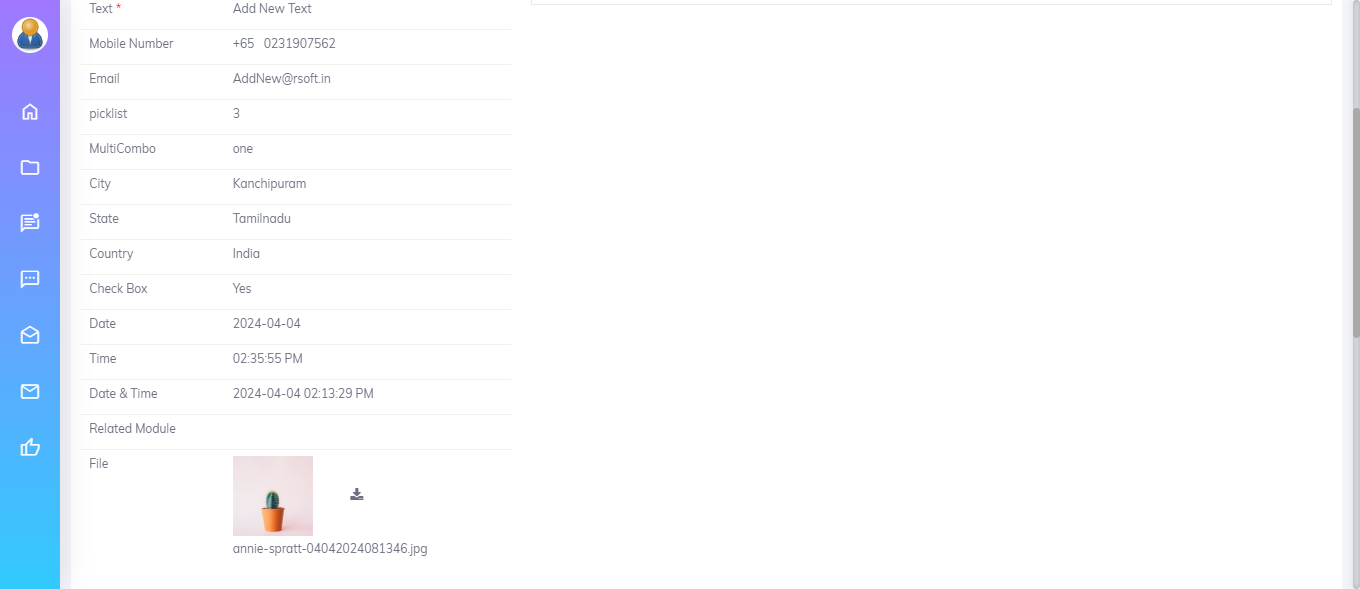 Text * Add New Text
Mobile Number +65 0231907562
Email AddNew@rsoft.in
picklist 3
MultiCombo one
City Kanchipuram
State Tamilnadu
Country India
Check Box Yes
Date 2024-04-04
Time 02:35:55 PM
Date & Time 2024-04-04 02:13:29 PM
Related Module
File
annie-spratt-04042024081346.jpg